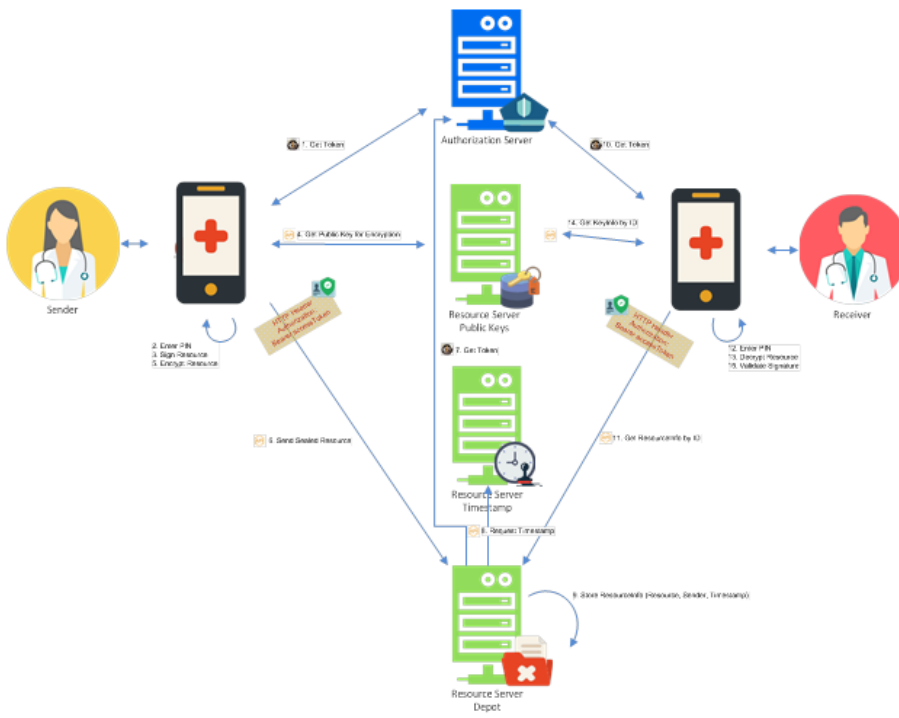 Authorization Server
1. Get Token
10. Get Token
4. Get Public Key for Encryption
14. Get KeyInfo by ID
Sender
Receiver
Resource Server
Public Keys
HTTP Header
Authorization:
Bearer accessToken
HTTP Header
Authorization:
Bearer accessToken
2. Enter PIN
3. Sign Resource
5. Encrypt Resource
7. Get Token
12. Enter PIN
15. Decrypt Resource
16. Validate Signature
6. Send Sealed Resource
11. Get ResourceInfo by ID
Resource Server
Timestamp
8. Request Timestamp
9. Store ResourceInfo (Resource, Sender, Timestamp)
Resource Server
Depot